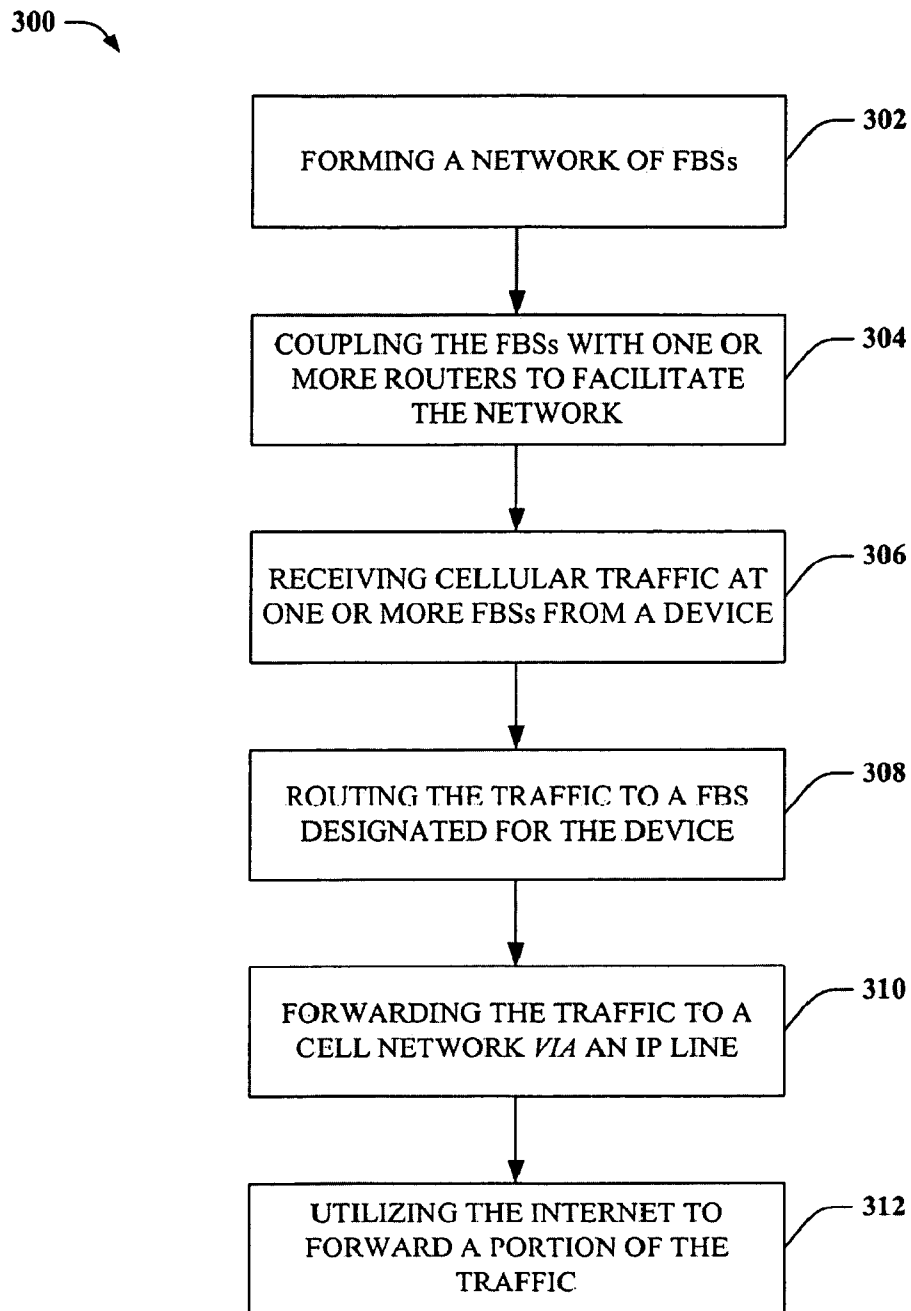 300
FORMING A NETWORK OF FBSs
302
COUPLING THE FBSs WITH ONE OR
MORE ROUTERS TO FACILITATE
THE NETWORK
304
RECEIVING CELLULAR TRAFFIC AT
ONE OR MORE FBSs FROM A DEVICE
306
ROUTING THE TRAFFIC TO A FBS
DESIGNATED FOR THE DEVICE
308
FORWARDING THE TRAFFIC TO A
CELL NETWORK VIA AN IP LINE
310
UTILIZING THE INTERNET TO
FORWARD A PORTION OF THE
TRAFFIC
312